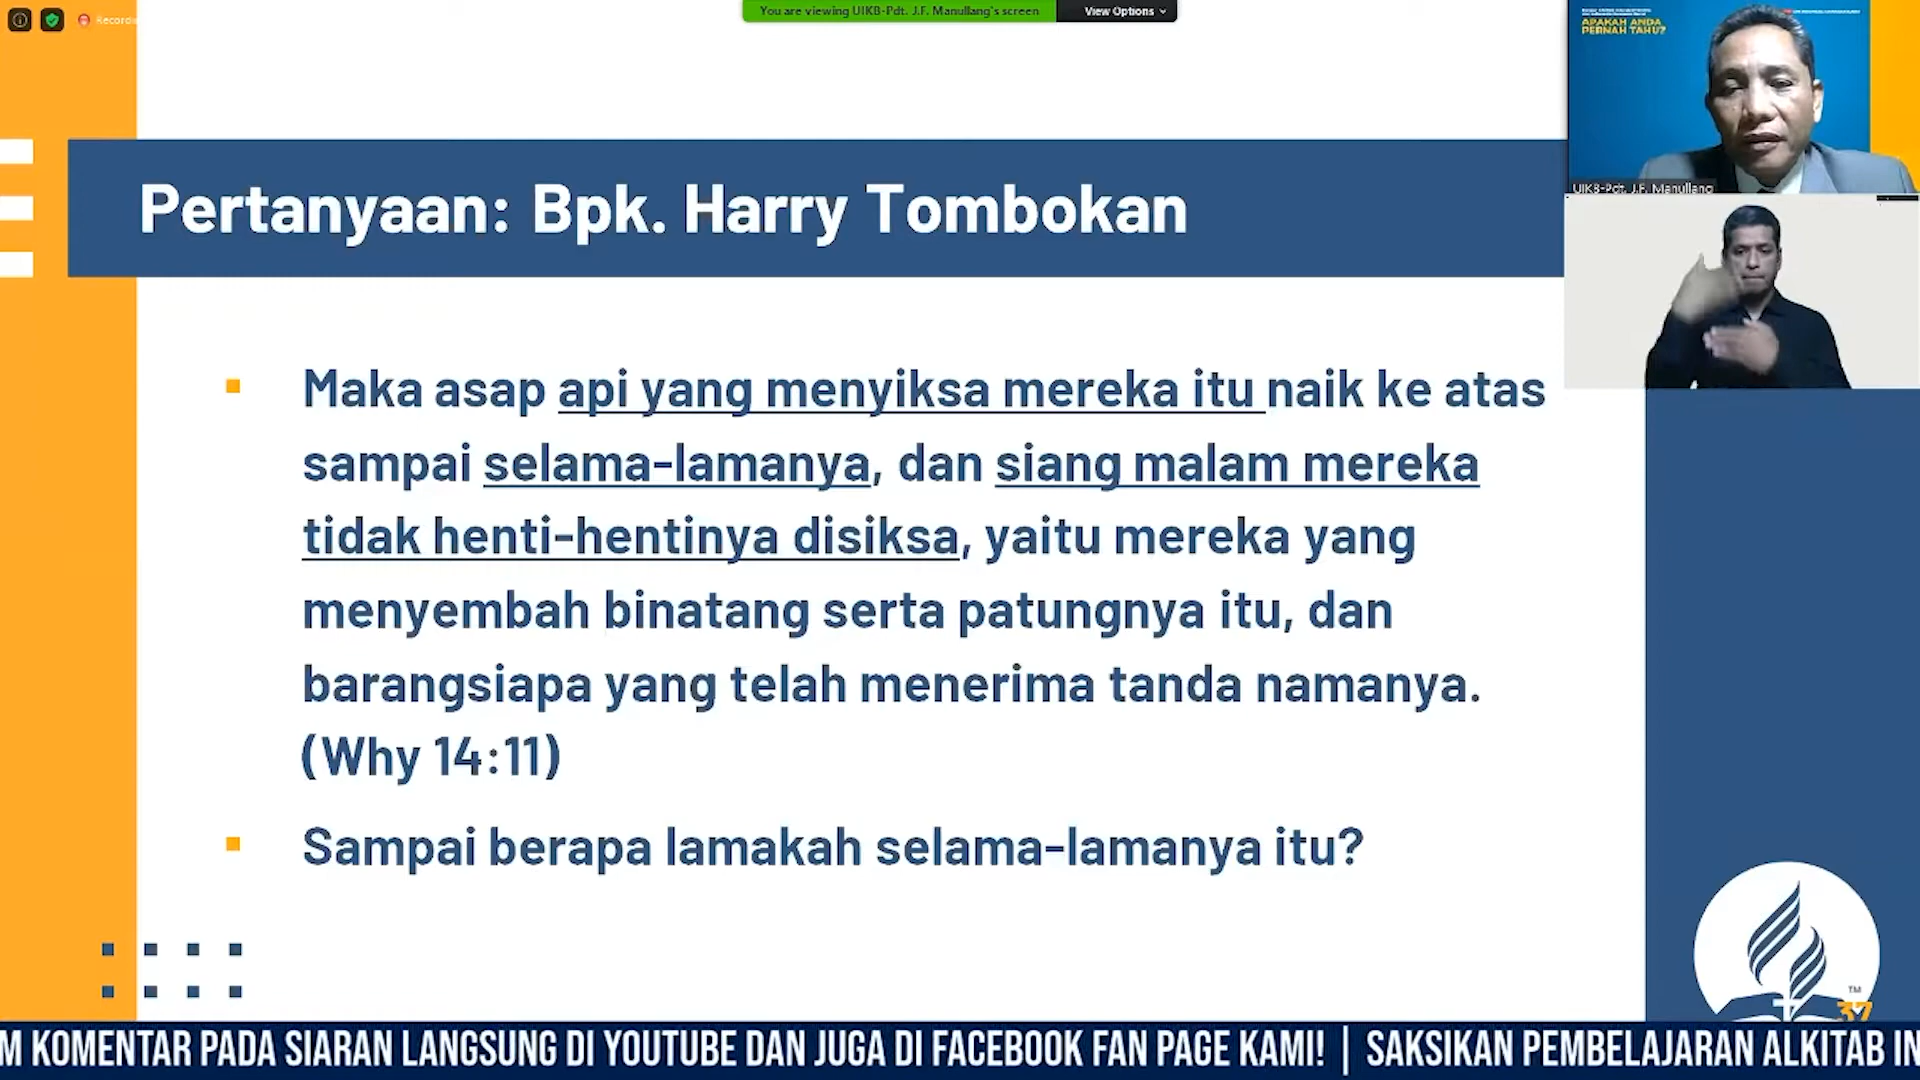 You are viewing UIKB-Pdt. J.F. Manullang's screen
View Options
APAKAH ANDA
PERNAH TAHU?
UIKB-Pdt. J.F. Manullang
Pertanyaan: Bpk. Harry Tombokan
Maka asap api yang menyiksa mereka itu naik ke atas
sampai selama-lamanya, dan siang malam mereka
tidak henti-hentinya disiksa, yaitu mereka yang
menyembah binatang serta patungnya itu, dan
barangsiapa yang telah menerima tanda namanya.
(Why 14:11)
Sampai berapa lamakah selama-lamanya itu?
TM
37
M KOMENTAR PADA SIARAN LANGSUNG DI YOUTUBE DAN JUGA DI FACEBOOK FAN PAGE KAMI! | SAKSIKAN PEMBELAJARAN ALKITAB IN